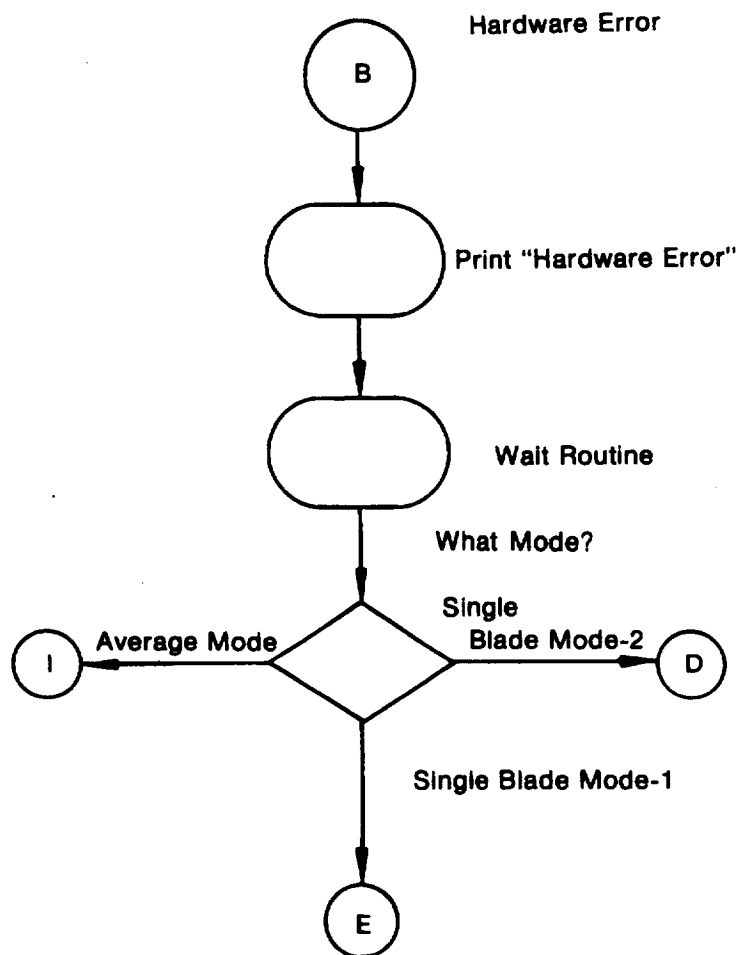 Hardware Error
B
Print "Hardware Error"
Wait Routine
What Mode?
Single
Average Mode
Blade Mode-2
I
D
Single Blade Mode-1
E